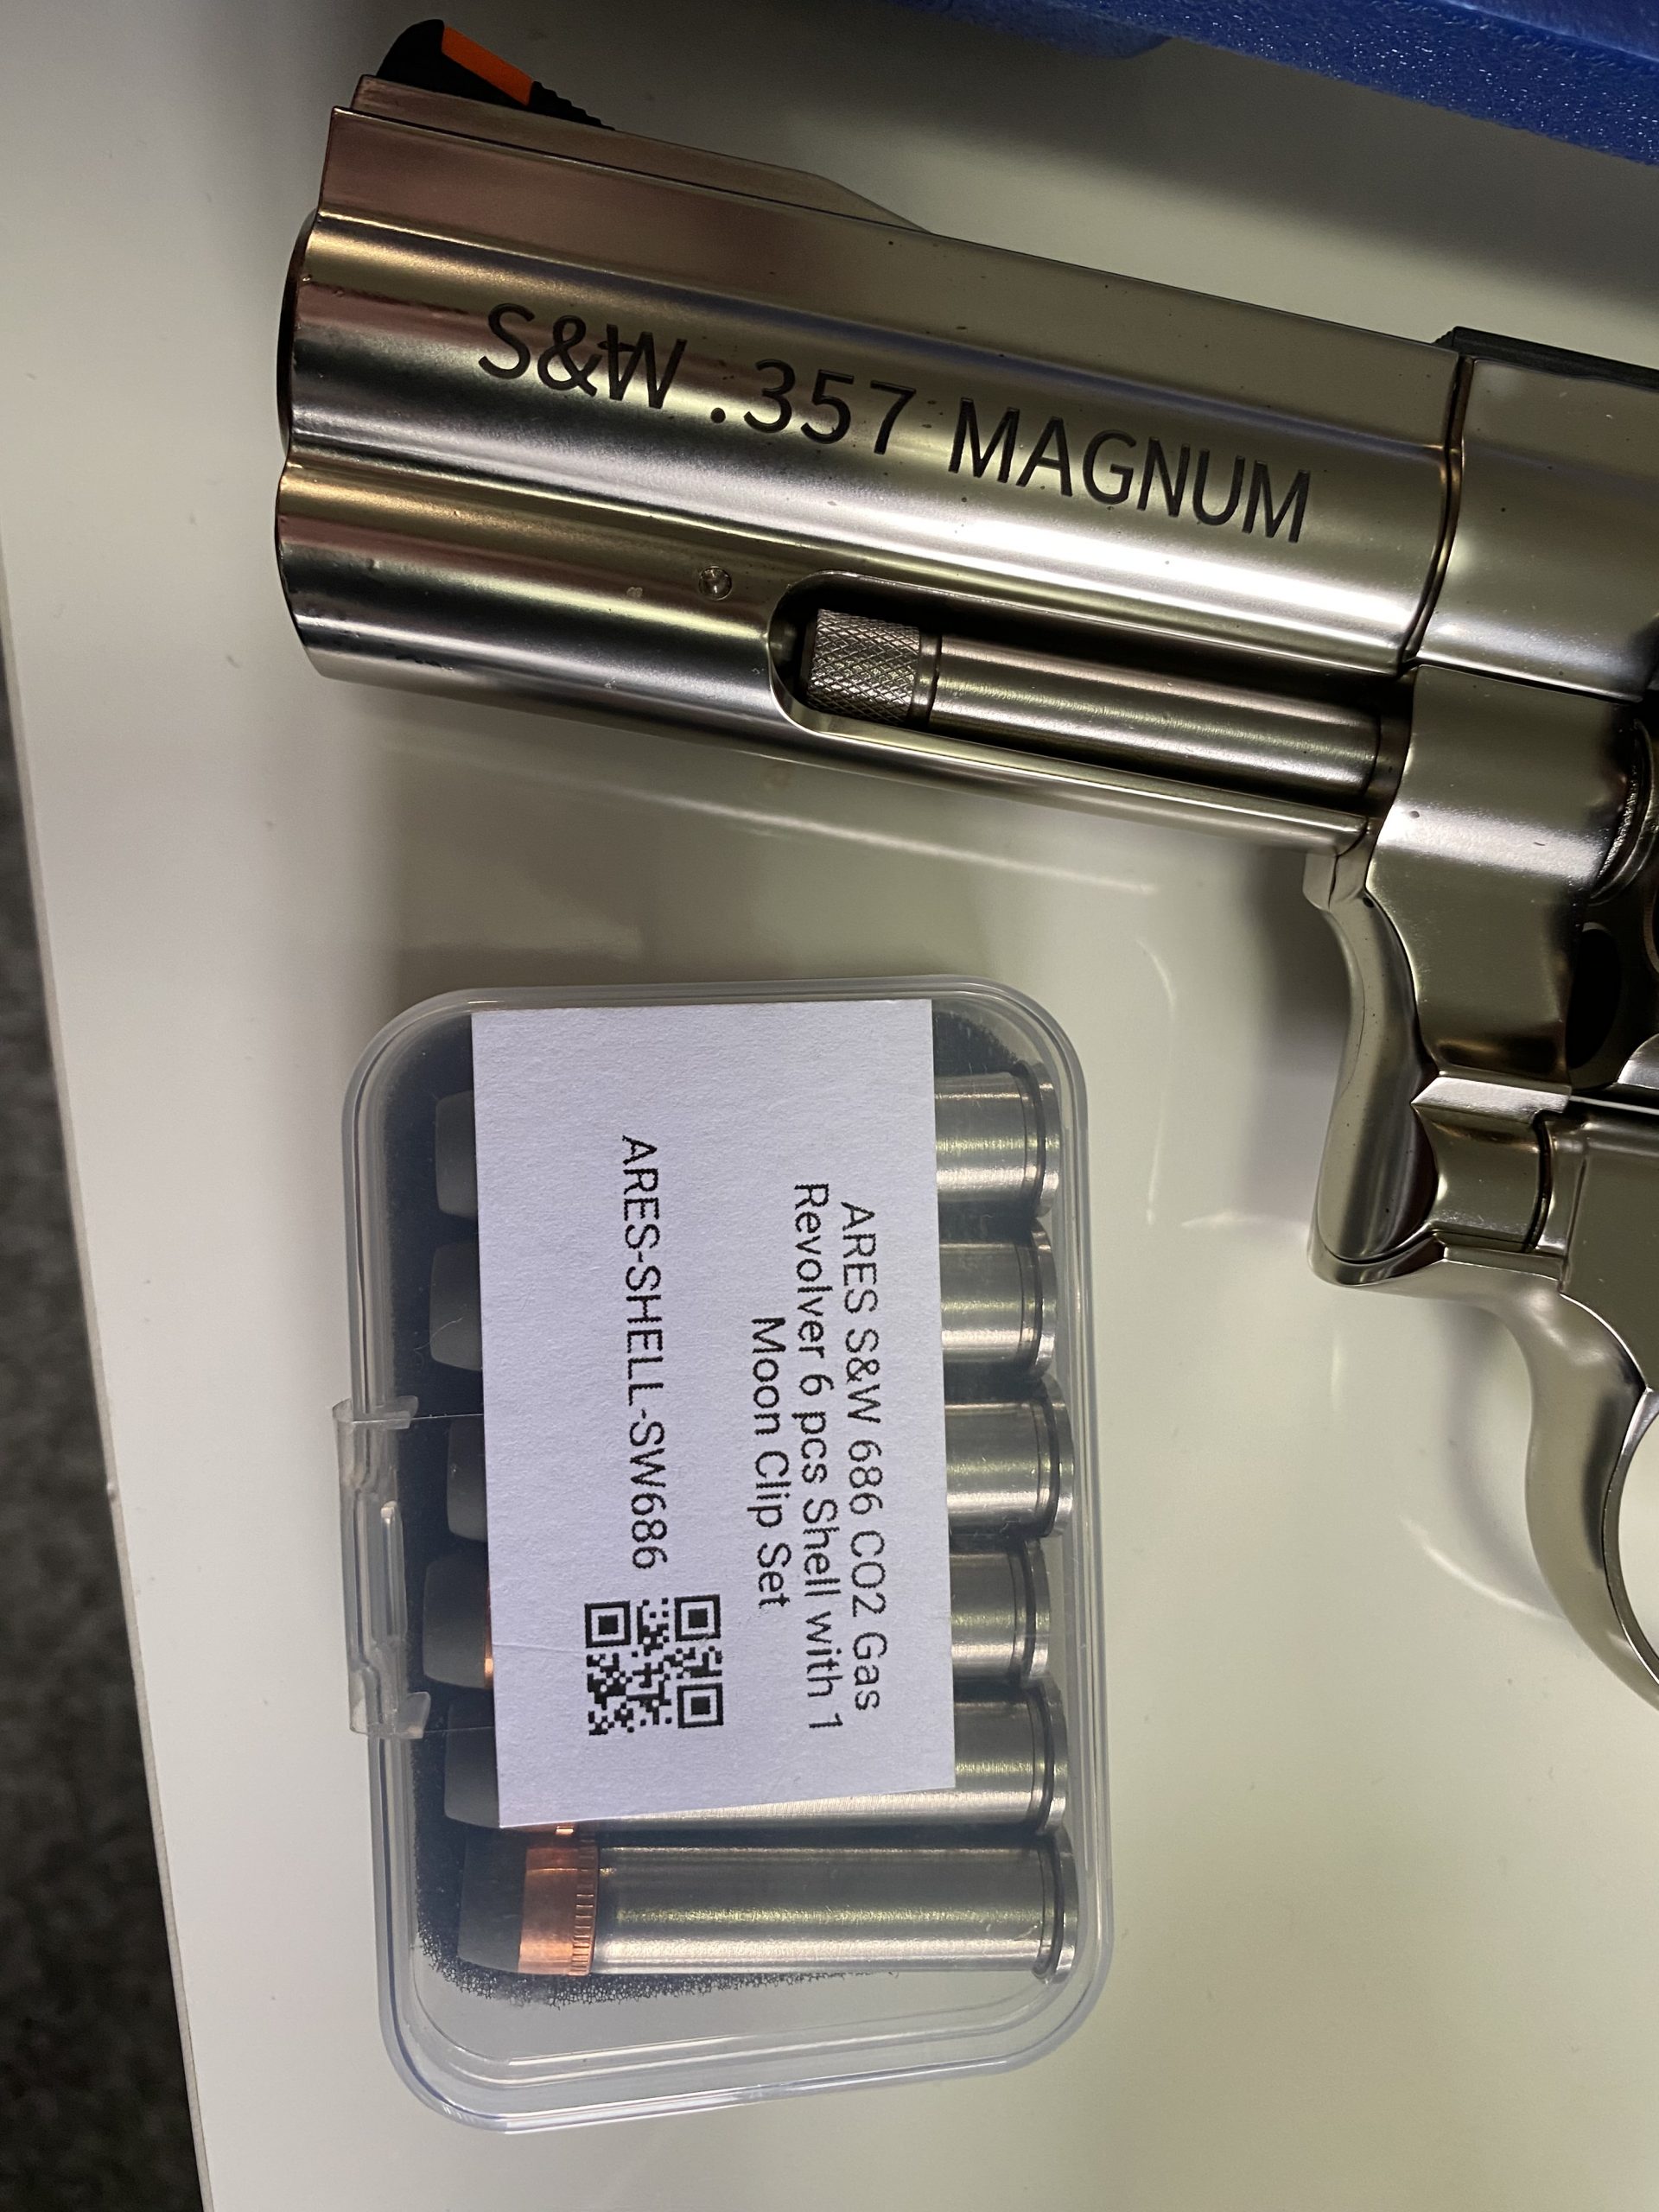 S&W .357 MAGNUM
ARES S&W 686 CO2 Gas
Revolver 6 pcs Shell with 1
Moon Clip Set
ARES-SHELL-SW686